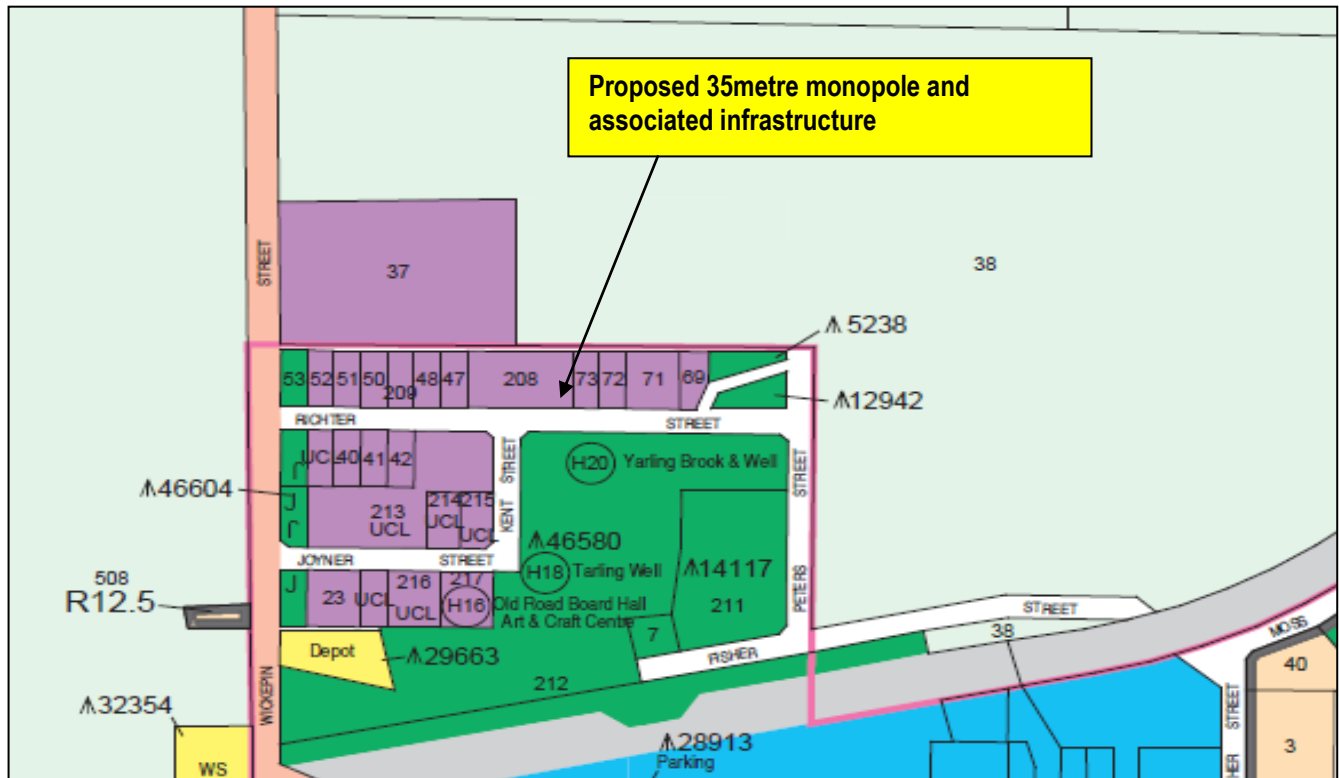 Proposed 35metre monopole and
associated infrastructure
STREET
37
38
5238
53 52 51 50 209 48 47 208 73 72 71 69
12942
RICHTER STREET
UCL 40 41 42
KENT STREET
H20 Yarling Brook & Well
STREET
46604
213
UCL
214
UCL
215
UCL
46580
14117
JOYNER STREET
H18 Tarling Well
508
R12.5
23 UCL 216
UCL
217
H16
Old Road Board Hall
Art & Craft Centre
211
PETERS
7
STREET
38
MOSS
Depot
29663
FISHER
40
212
WICKEPIN
32354
WS
28913
Parking
STREET
HER
3